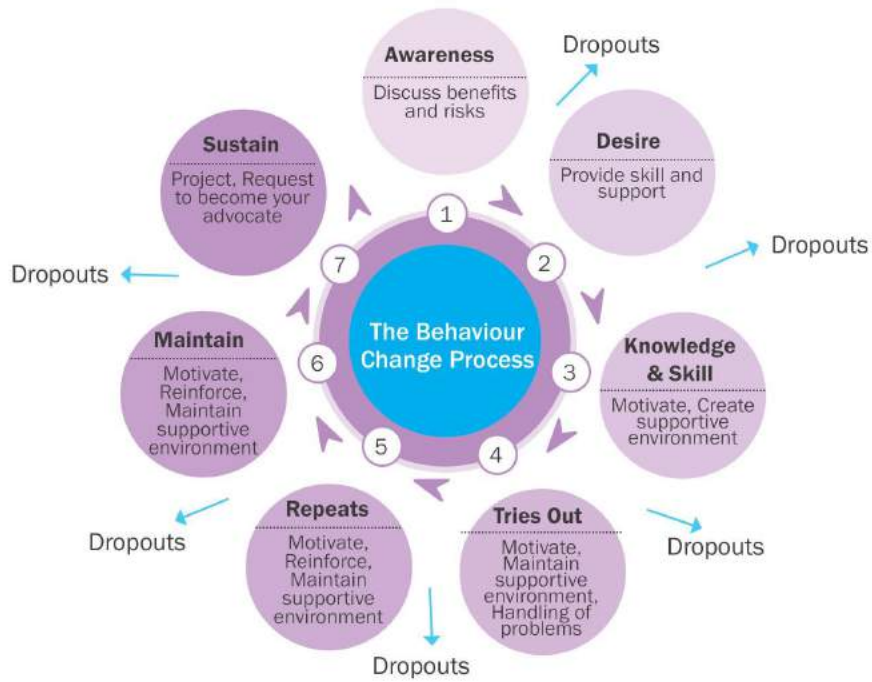 Awareness
Discuss benefits
and risks
Dropouts
Desire
Provide skill and
support
Dropouts
Knowledge
& Skill
Motivate, Create
supportive
environment
Dropouts
Tries Out
Motivate,
Maintain
supportive
environment,
Handling of
problems
Dropouts
Repeats
Motivate,
Reinforce,
Maintain
supportive
environment
Dropouts
Maintain
Motivate,
Reinforce,
Maintain
supportive
environment
Dropouts
Sustain
Project, Request
to become your
advocate
1
2
3
4
5
6
7
The Behaviour
Change Process